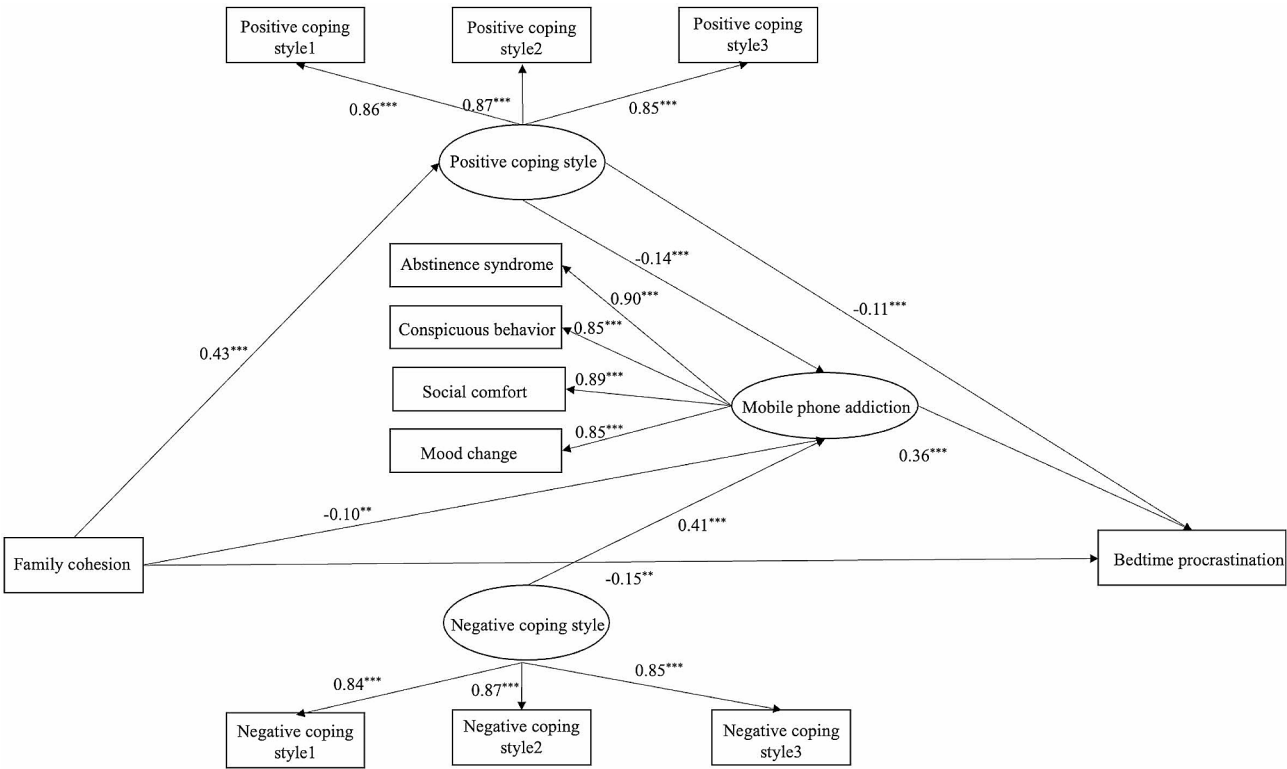 Positive coping
style1
Positive coping
style2
Positive coping
style3
0.86***
0.87***
0.85***
Positive coping style
Abstinence syndrome
-0.14***
0.90***
-0.11***
Conspicuous behavior
0.85***
0.43***
Social comfort
0.89***
Mobile phone addiction
Mood change
0.85***
0.36***
-0.10**
0.41***
Family cohesion
Bedtime procrastination
-0.15**
Negative coping style
0.84***
0.87***
0.85***
Negative coping
style1
Negative coping
style2
Negative coping
style3